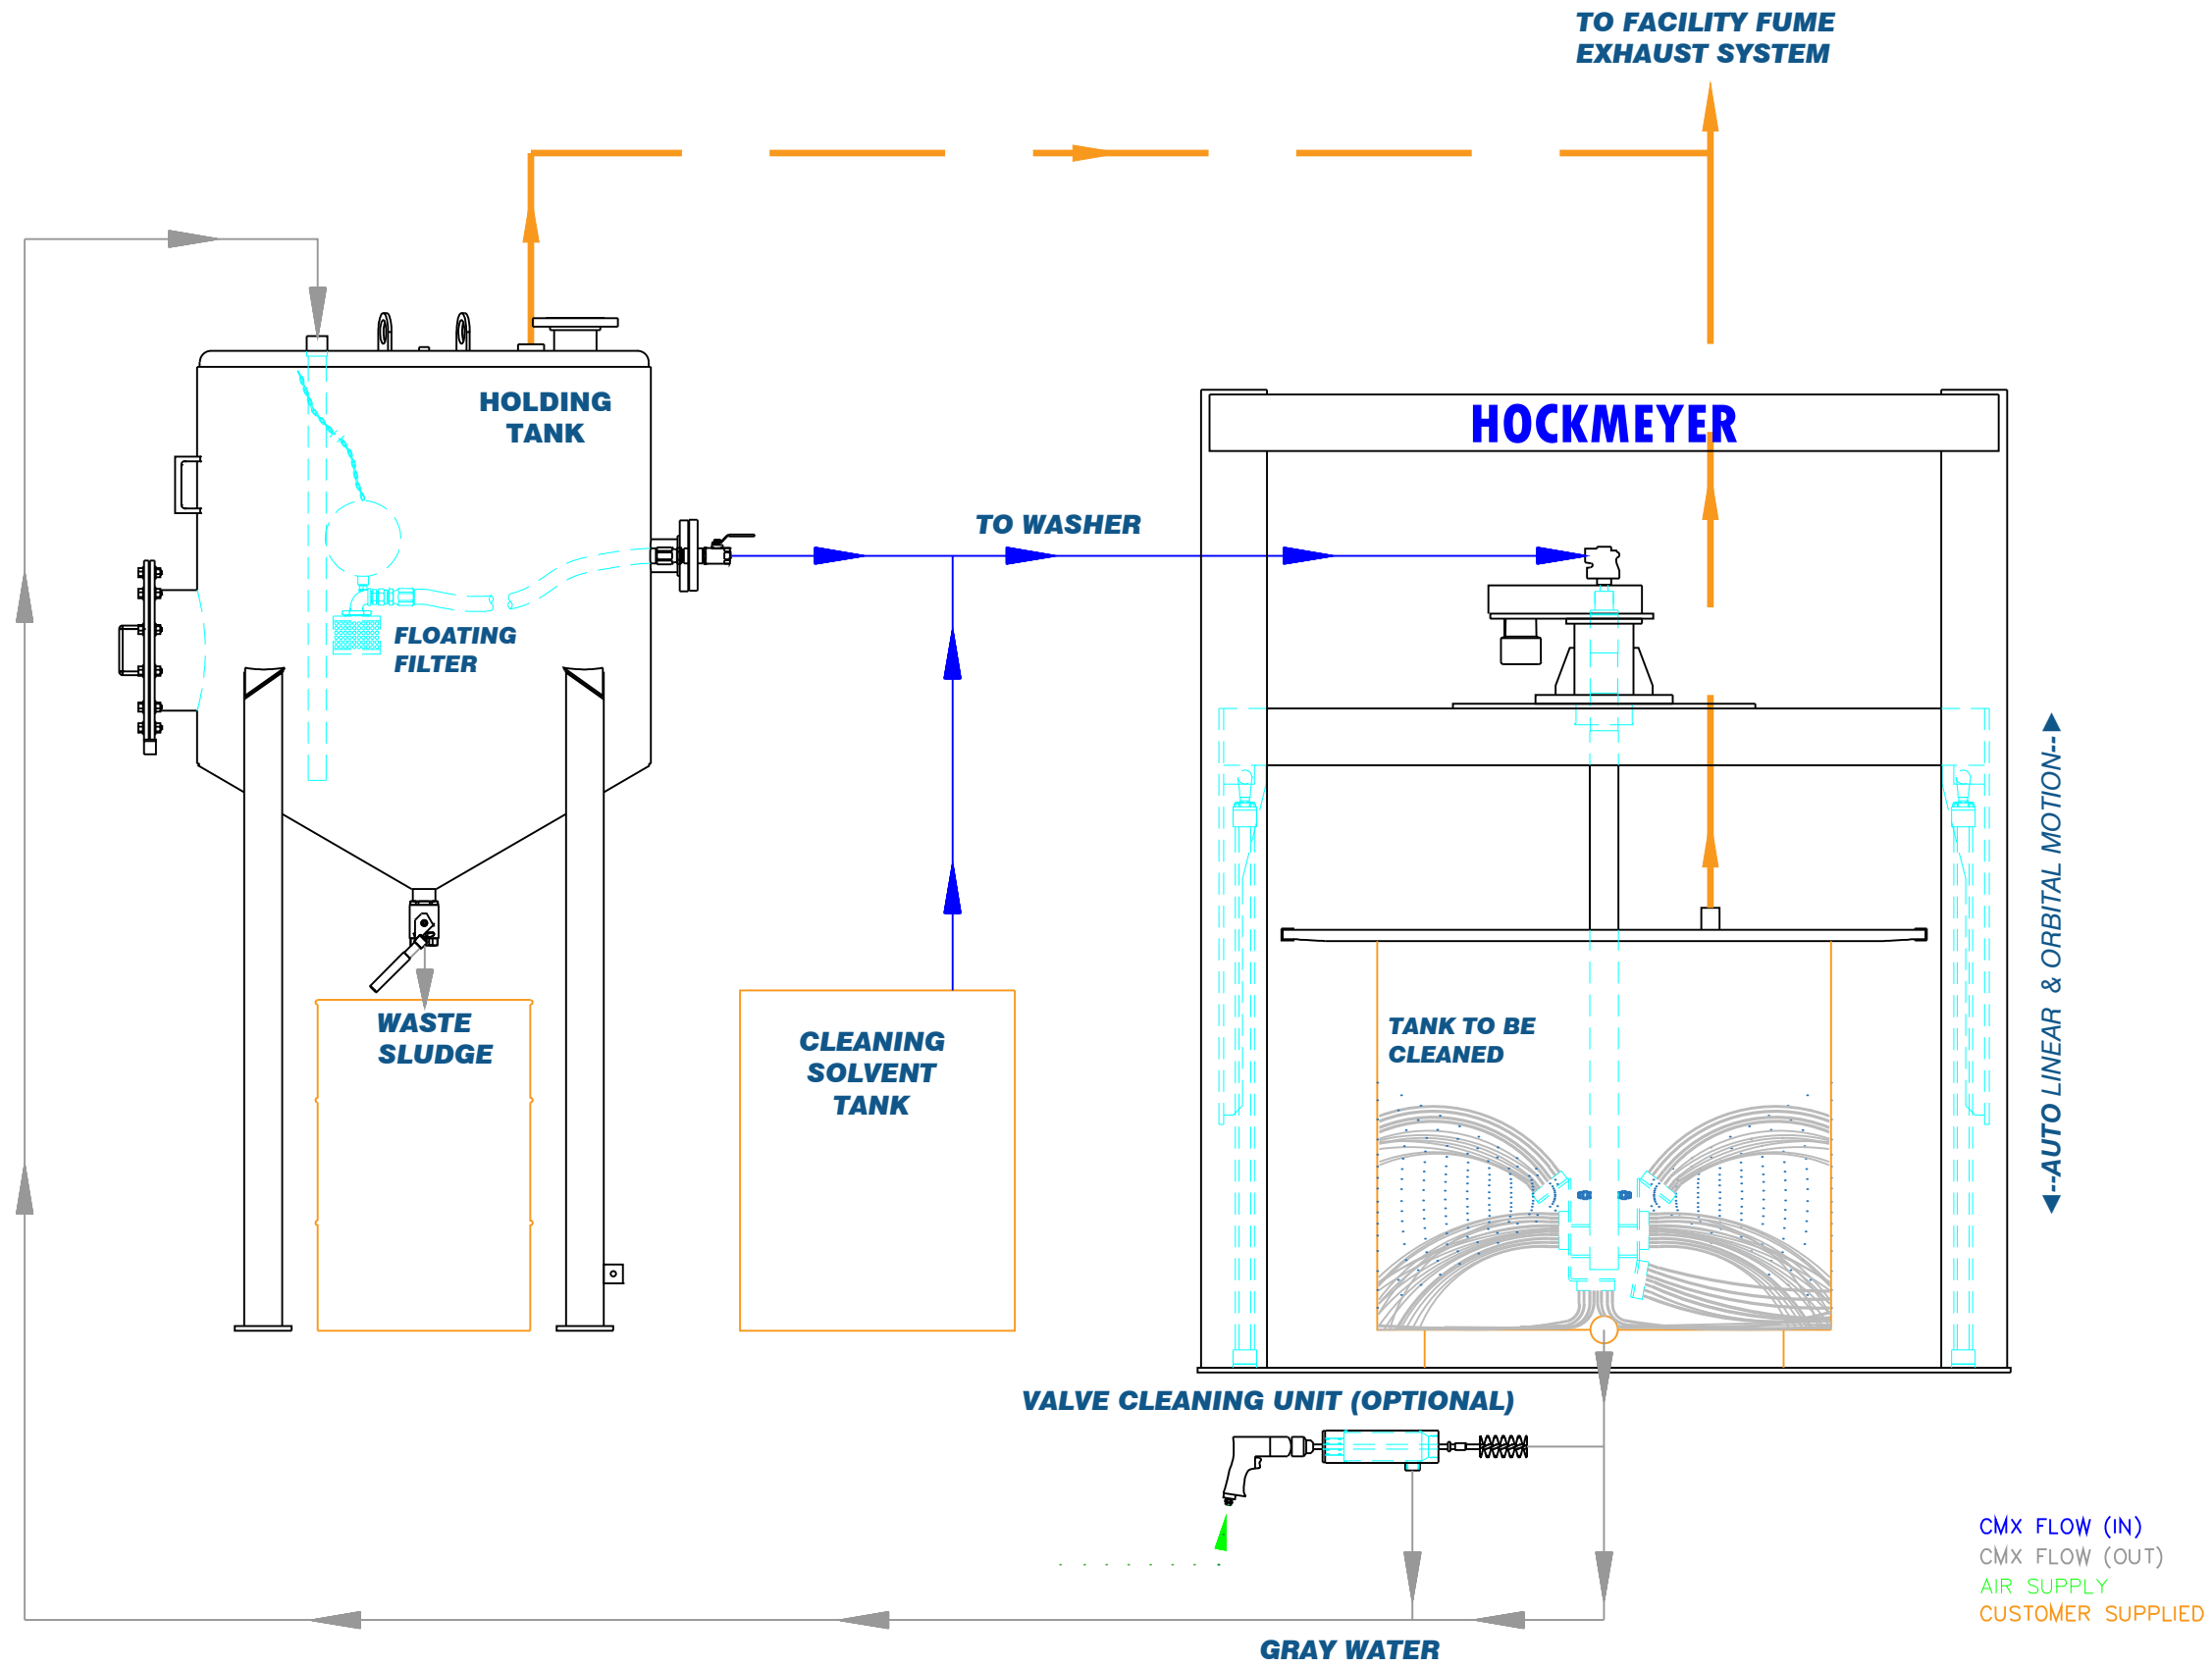 TO FACILITY FUME
EXHAUST SYSTEM
HOLDING
TANK
HOCKMEYER
TO WASHER
FLOATING
FILTER
◄--AUTO LINEAR & ORBITAL MOTION--►
WASTE
SLUDGE
CLEANING
SOLVENT
TANK
TANK TO BE
CLEANED
VALVE CLEANING UNIT (OPTIONAL)
CMX FLOW (IN)
CMX FLOW (OUT)
AIR SUPPLY
CUSTOMER SUPPLIED
GRAY WATER